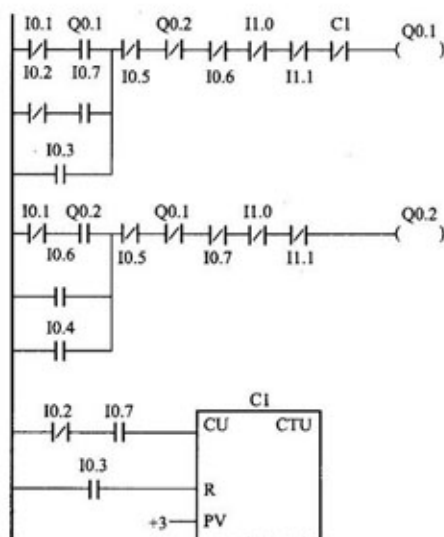 I0.1 Q0.1 Q0.2 I1.0 C1 Q0.1
I0.2 I0.7 I0.5 I0.6 I1.1
I0.3
I0.1 Q0.2 Q0.1 I1.0 Q0.2
I0.6 I0.5 I0.7 I1.1
I0.4
C1
I0.2 I0.7 CU CTU
I0.3
R
+3 PV